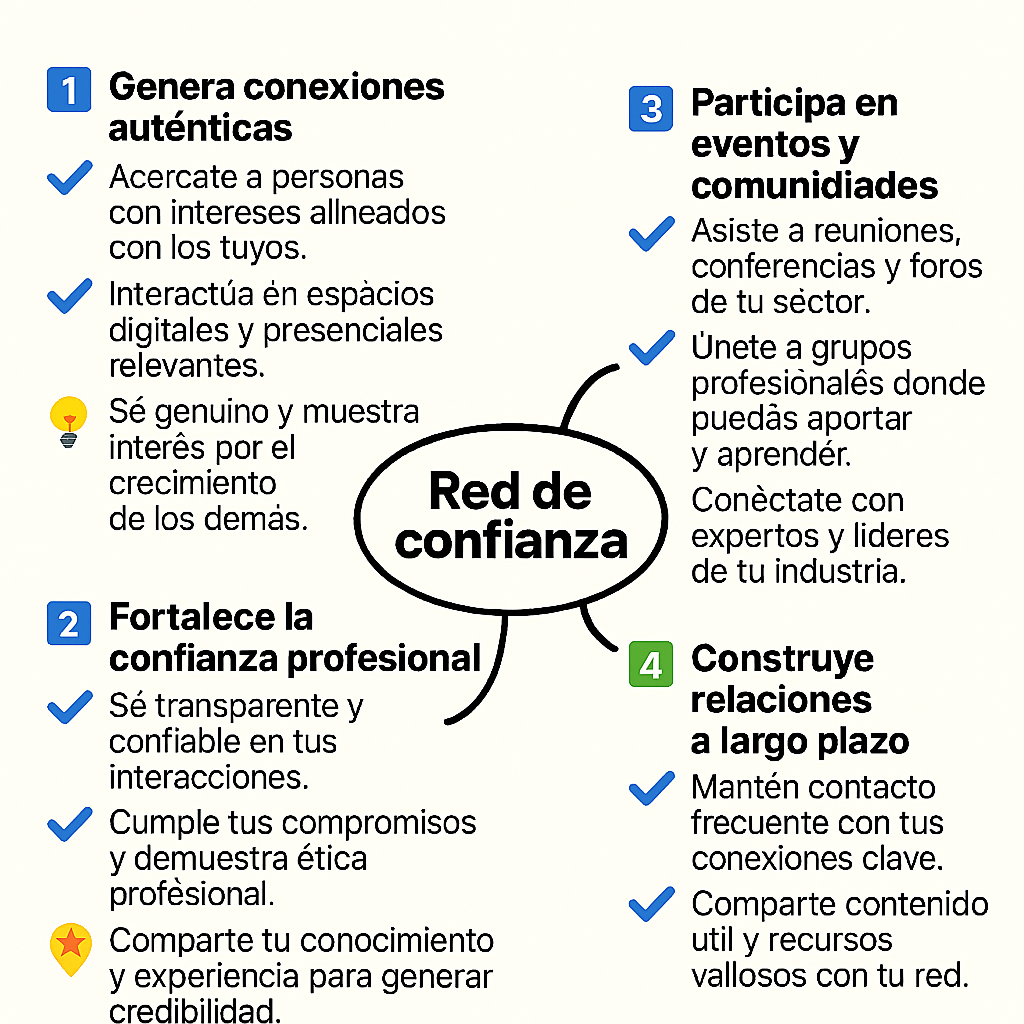 1 Genera conexiones
auténticas
Acercate a personas
con intereses allneados
con los tuyos.
Interactúa én espàcios
digitales y presenciales
relevantes.
Sé genuino y muestra
interês por el
crecimiento
de los demás.
2 Fortalece la
confianza profesional
Sé transparente y
confiable en tus
interacciones.
Cumple tus compromisos
y demuestra ética
profèsional.
Comparte tu conocimiento
y experiencia para generar
credibilidad.
Red de
confianza
3 Participa en
eventos y
comunidiades
Asiste a reuniones,
conferencias y foros
de tu sèctor.
Únete a grupos
profesiònalês donde
puedàs aportar
y aprendér.
Conèctate con
expertos y lideres
de tu industria.
4 Construye
relaciones
a largo plazo
Mantén contacto
frecuente con tus
conexiones clave.
Comparte contenido
util y recursos
vallosos con tu red.